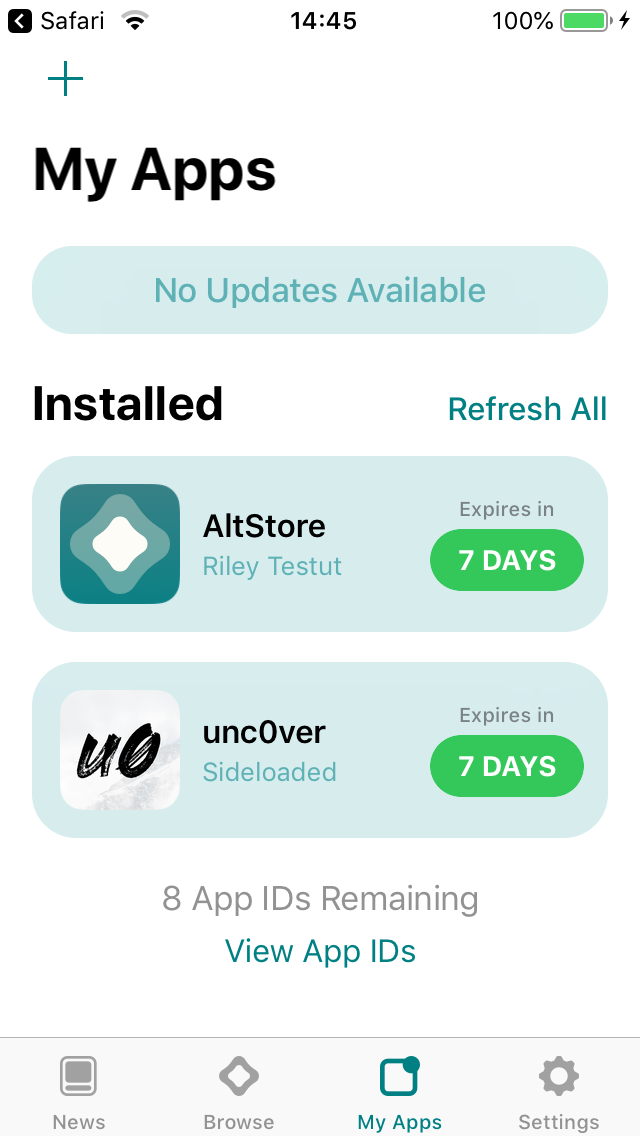 Safari 14:45 100%
My Apps
No Updates Available
Installed Refresh All
AltStore
Riley Testut
Expires in
7 DAYS
u0
unc0ver
Sideloaded
Expires in
7 DAYS
8 App IDs Remaining
View App IDs
News Browse My Apps Settings